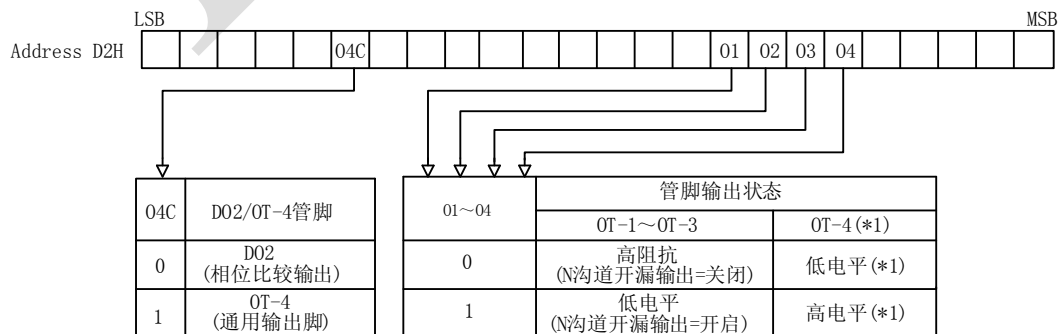 LSB MSB
Address D2H 04C 01 02 03 04
04C DO2/OT-4管脚
0 DO2
(相位比较输出)
1 OT-4
(通用输出脚)
01～04 管脚输出状态
OT-1～OT-3 OT-4(*1)
0 高阻抗
(N沟道开漏输出=关闭) 低电平(*1)
1 低电平
(N沟道开漏输出=开启) 高电平(*1)